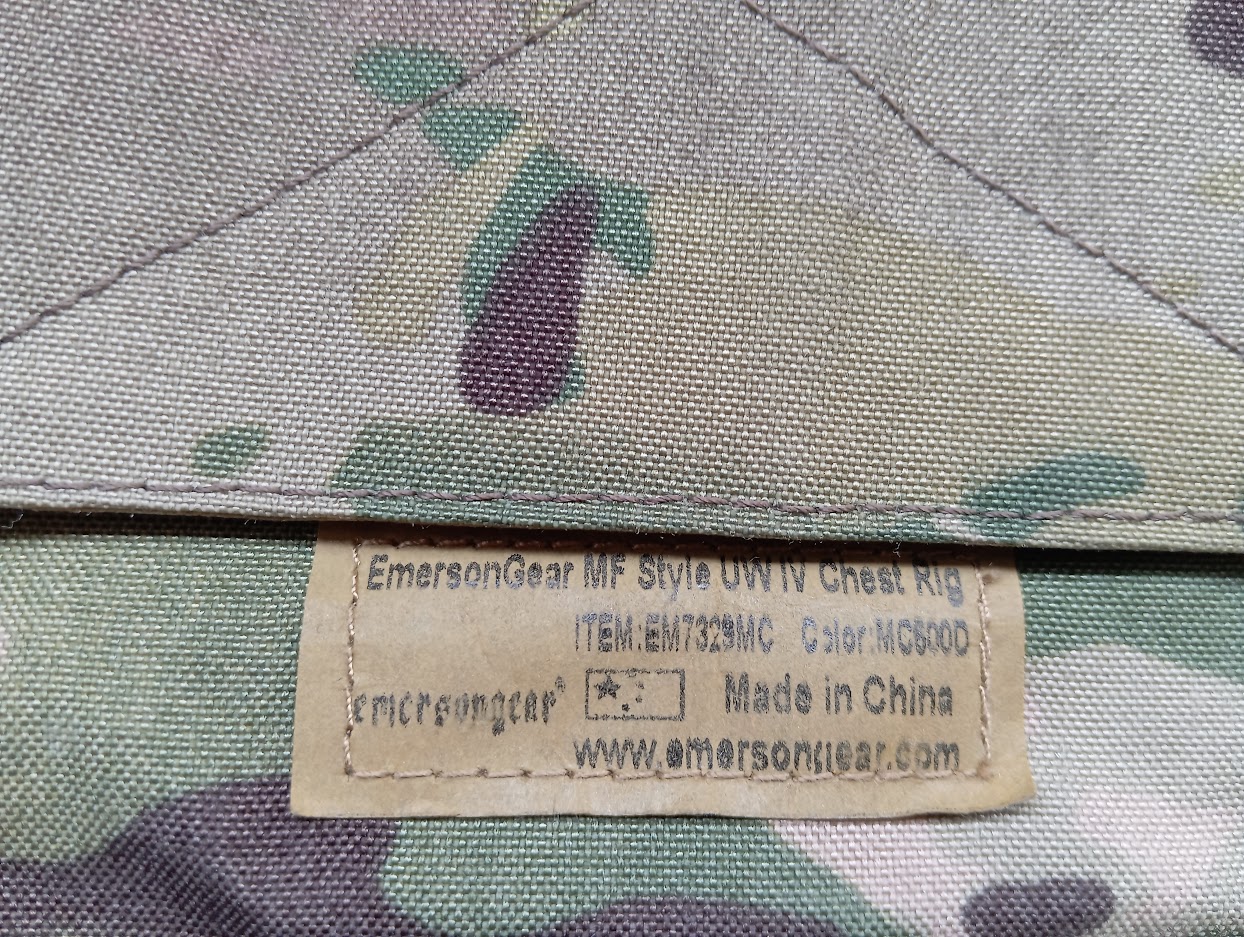 EmersonGear MF Style UW IV Chest Rig
ITEM:EM7329MC Color:MC500D
emersongear® Made in China
www.emersongear.com